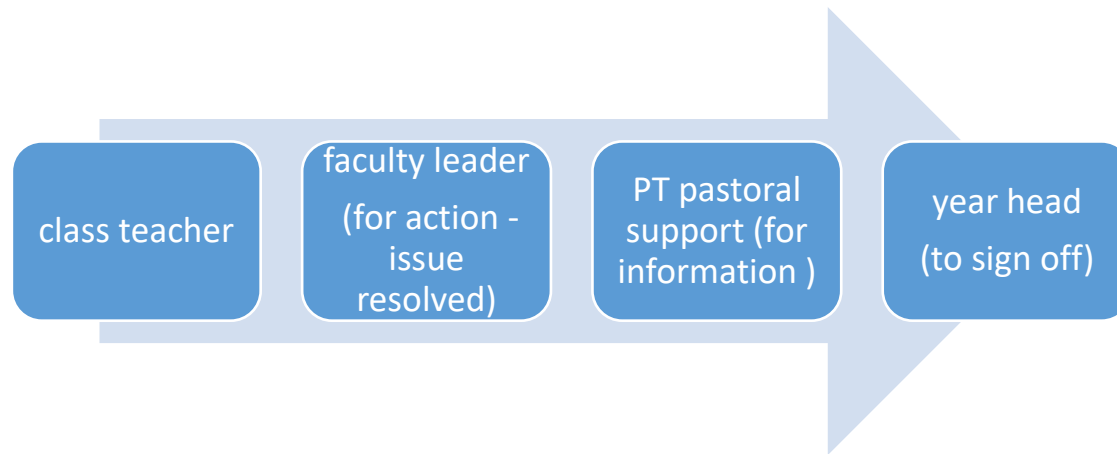 class teacher
faculty leader
(for action -
issue
resolved)
PT pastoral
support (for
information )
year head
(to sign off)